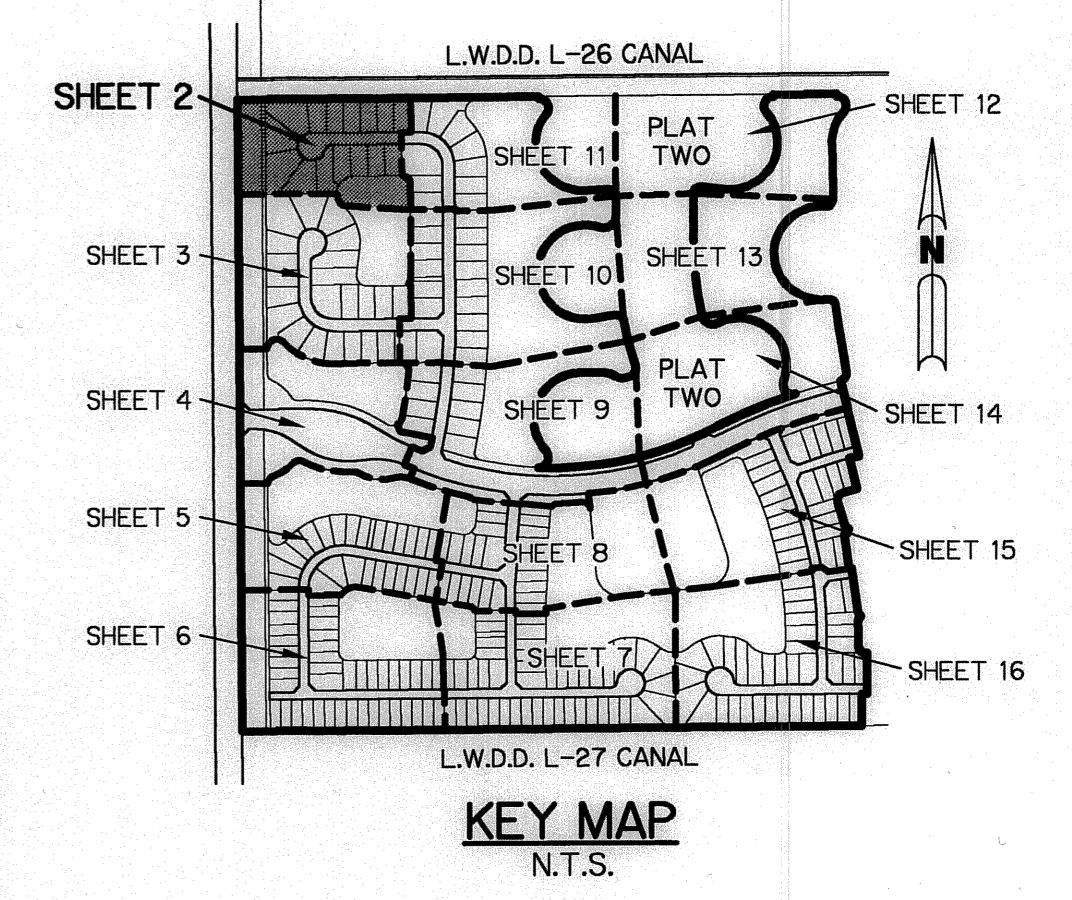 L.W.D.D. L-26 CANAL
SHEET 2
SHEET 12
PLAT
TWO
SHEET 11
N
SHEET 3
SHEET 13
SHEET 10
PLAT
TWO
SHEET 4
SHEET 9
SHEET 14
SHEET 5
SHEET 8
SHEET 15
SHEET 6
SHEET 7
SHEET 16
L.W.D.D. L-27 CANAL
KEY MAP
N.T.S.